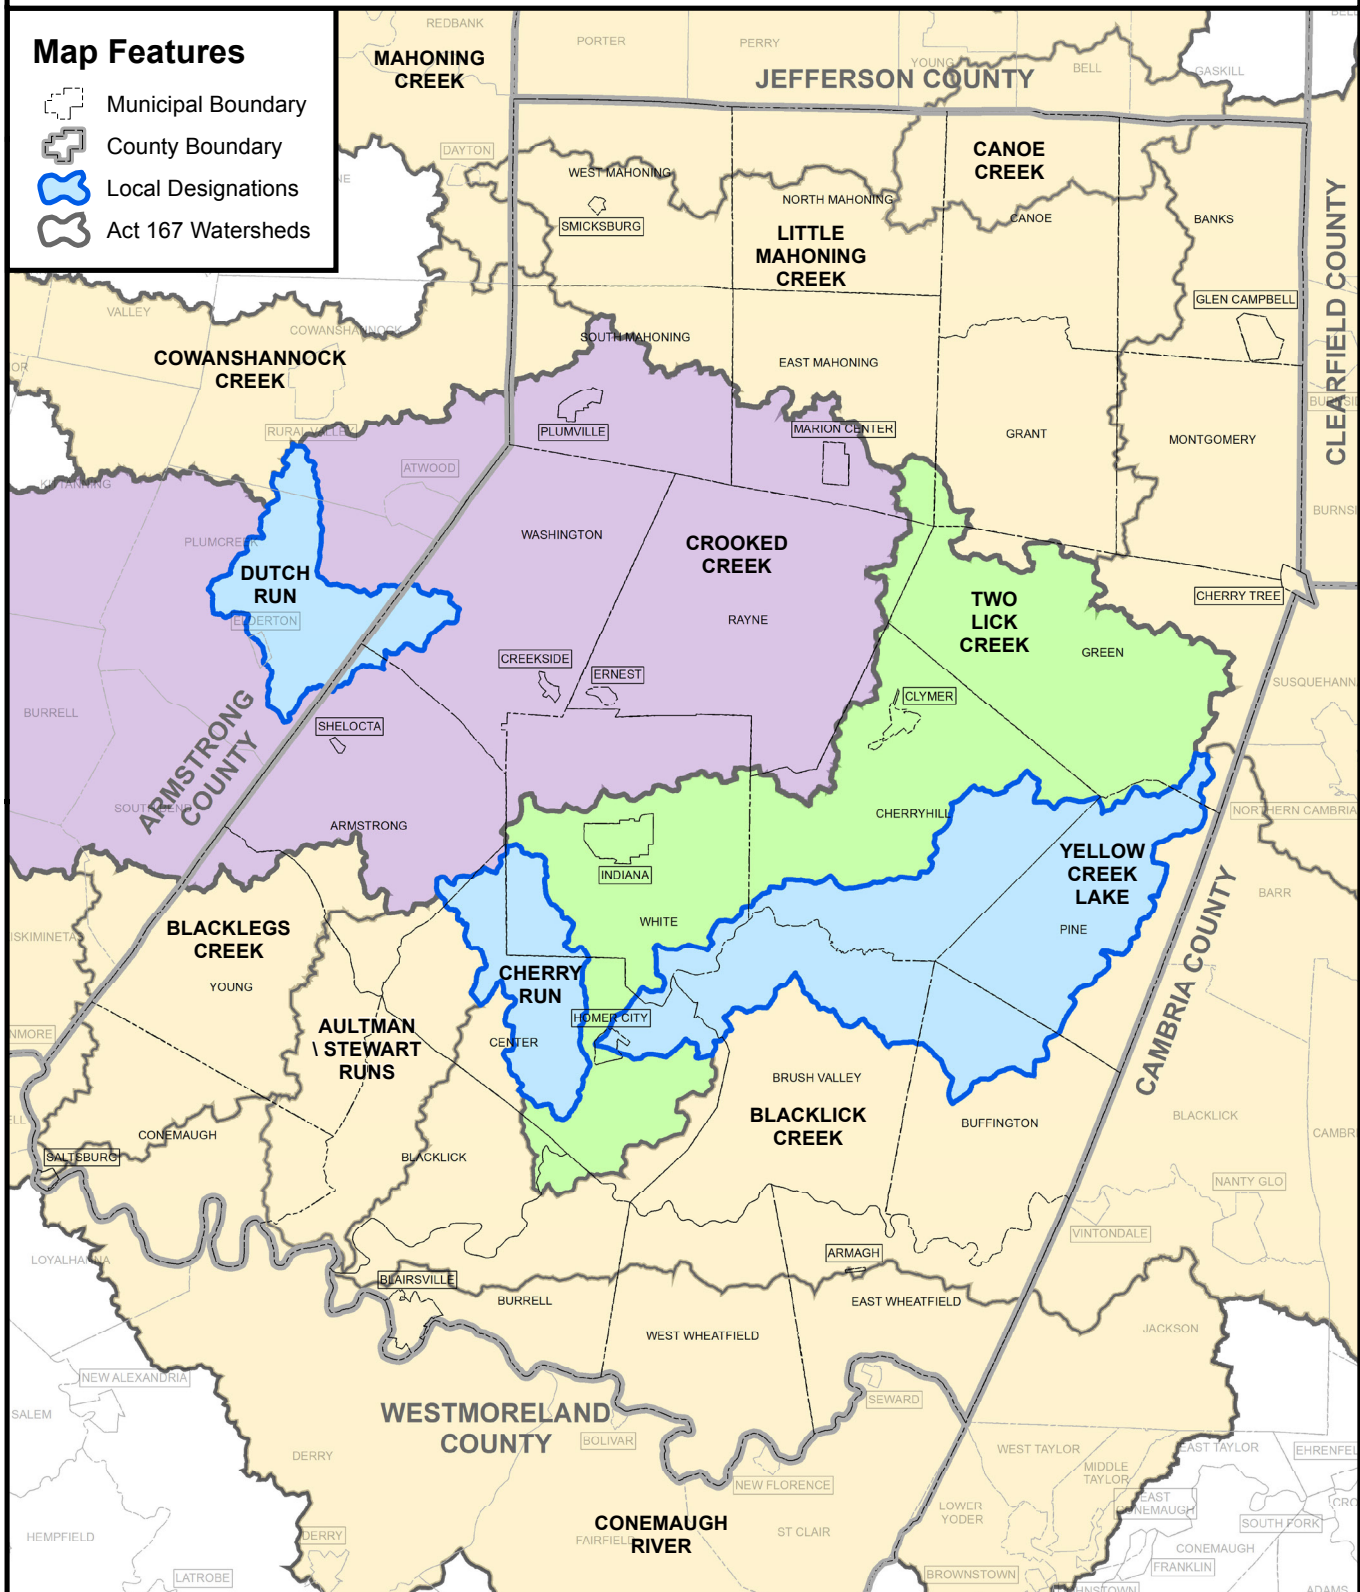 Map Features
Municipal Boundary
County Boundary
Local Designations
Act 167 Watersheds
REDBANK
PORTER
PERRY
YOUNG
BELL
GASKILL
MAHONING
CREEK
JEFFERSON COUNTY
DAYTON
CANOE
CREEK
WEST MAHONING
SMICKSBURG
NORTH MAHONING
CANOE
BANKS
LITTLE
MAHONING
CREEK
CLEARFIELD COUNTY
GLEN CAMPBELL
VALLEY
COWANSHANNOCK
COWANSHANNOCK
CREEK
SOUTH MAHONING
EAST MAHONING
PLUMVILLE
MARION CENTER
GRANT
MONTGOMERY
RURAL VALLEY
ATWOOD
KITTANNING
PLUMCREEK
WASHINGTON
CROOKED
CREEK
RAYNE
DUTCH
RUN
ELDERTON
TWO
LICK
CREEK
GREEN
CHERRY TREE
CREEKSIDE
ERNEST
CLYMER
BURRELL
SHELOCTA
ARMSTRONG
COUNTY
SOUTH BEND
ARMSTRONG
CHERRYHILL
NORTHERN CAMBRIA
INDIANA
YELLOW
CREEK
LAKE
PINE
BARR
WHITE
BLACKLEGS
CREEK
YOUNG
CHERRY
RUN
HOMER CITY
CENTER
AULTMAN
\ STEWART
RUNS
CAMBRIA COUNTY
BRUSH VALLEY
BLACKLICK
CREEK
BUFFINGTON
BLACKLICK
CONEMAUGH
SALTSBURG
BLACKLICK
NANTY GLO
VINTONDALE
LOYALHANNA
ARMAGH
BLAIRSVILLE
BURRELL
EAST WHEATFIELD
WEST WHEATFIELD
JACKSON
NEW ALEXANDRIA
SALEM
SEWARD
WESTMORELAND
COUNTY
BOLIVAR
DERRY
WEST TAYLOR
EAST TAYLOR
MIDDLE
TAYLOR
NEW FLORENCE
EAST
CONEMAUGH
LOWER
YODER
SOUTH FORK
CONEMAUGH
RIVER
ST CLAIR
FAIRFIELD
HEMPFIELD
DERRY
CONEMAUGH
FRANKLIN
LATROBE
BROWNSTOWN
ADAMS